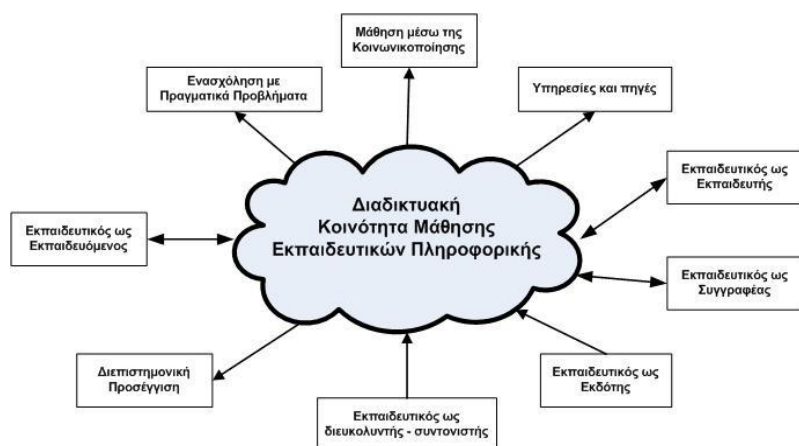 Μάθηση μέσω της
Κοινωνικοποίησης
Ενασχόληση με
Πραγματικά Προβλήματα
Υπηρεσίες και πηγές
Εκπαιδευτικός ως
Εκπαιδευτής
Διαδικτυακή
Κοινότητα Μάθησης
Εκπαιδευτικών Πληροφορικής
Εκπαιδευτικός ως
Εκπαιδευόμενος
Εκπαιδευτικός ως
Συγγραφέας
Διεπιστημονική
Προσέγγιση
Εκπαιδευτικός ως
Εκδότης
Εκπαιδευτικός ως
διευκολυντής - συντονιστής